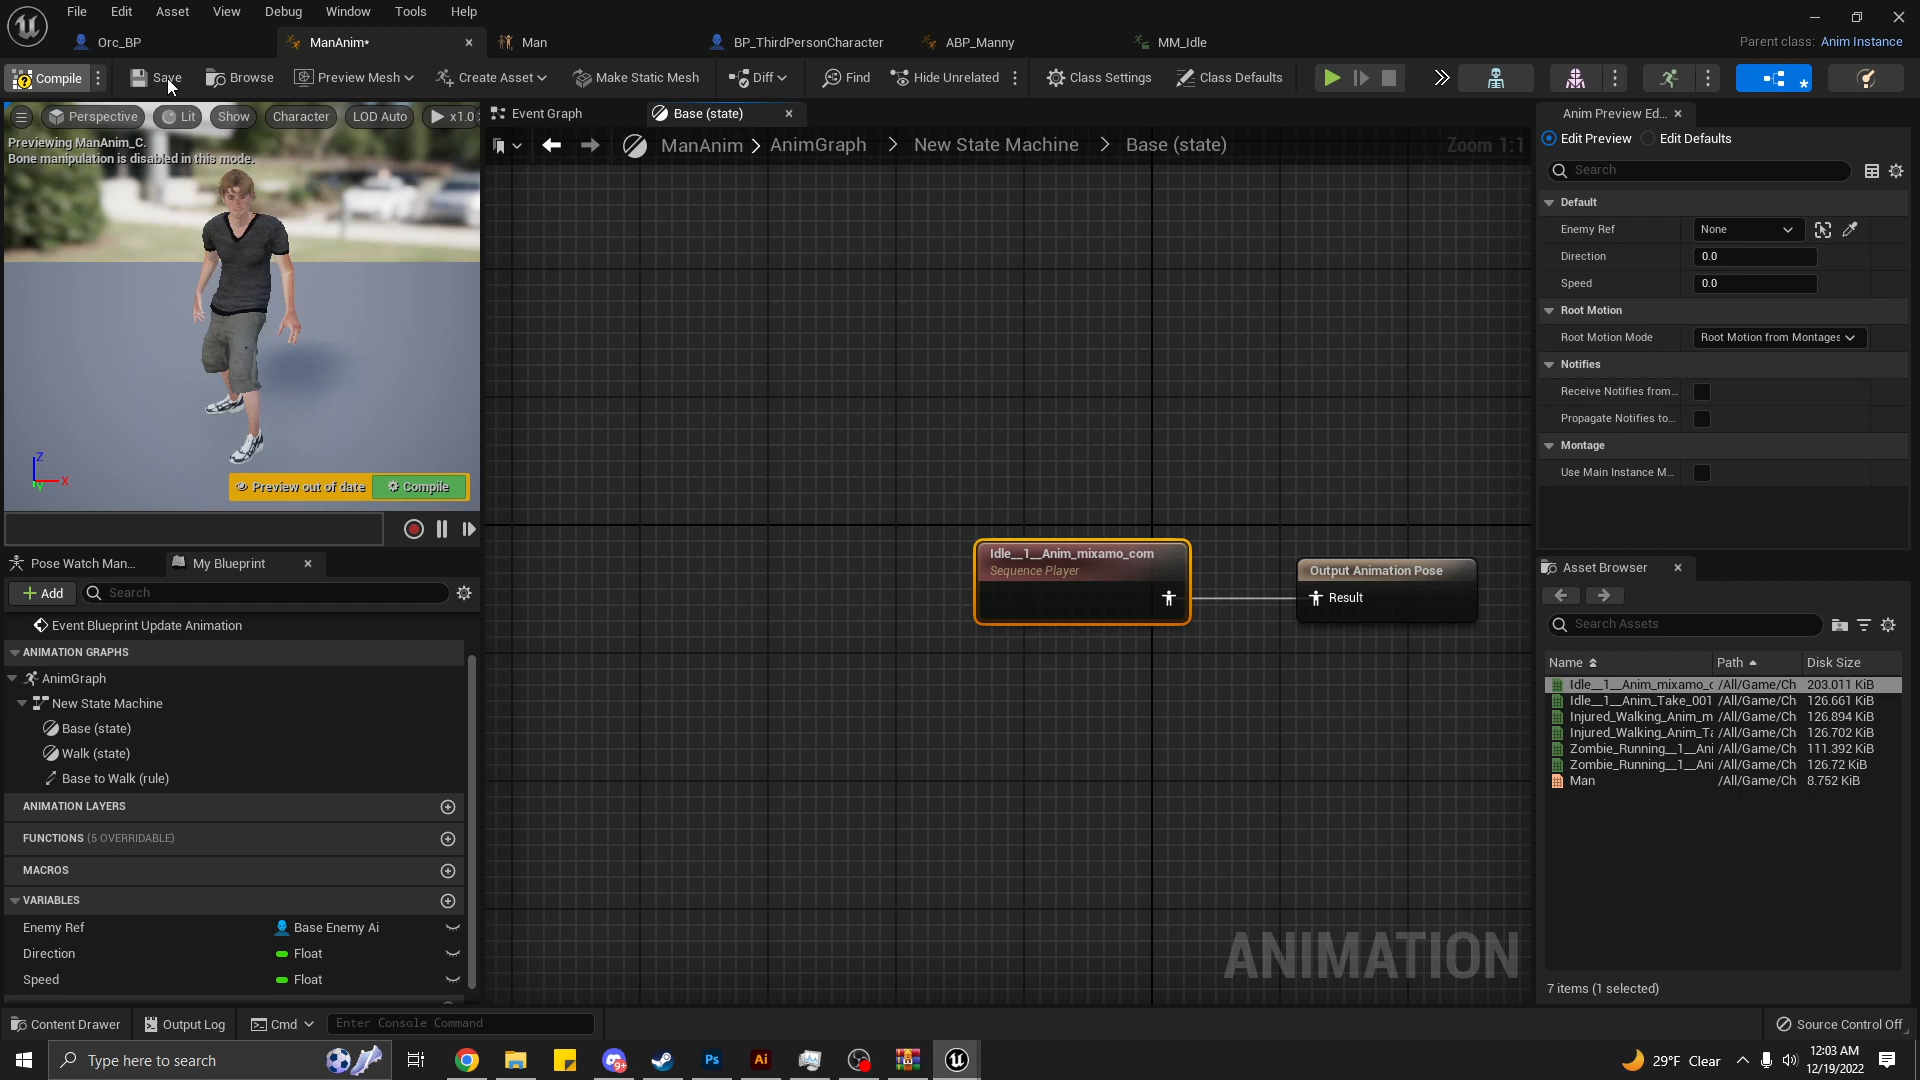 File Edit Asset View Debug Window Tools Help
Orc_BP
ManAnim*
Man
BP_ThirdPersonCharacter
ABP_Manny
MM_Idle
Parent class: Anim Instance
Compile
Save
Browse
Preview Mesh
Create Asset
Make Static Mesh
Diff
Find
Hide Unrelated
Class Settings
Class Defaults
Perspective
Lit
Show
Character
LOD Auto
x1.0
Previewing ManAnim_C.
Bone manipulation is disabled in this mode.
Z
X
Y
Preview out of date
Compile
Event Graph
Base (state)
ManAnim > AnimGraph > New State Machine > Base (state)
Zoom 1:1
Idle__1__Anim_mixamo_com
Sequence Player
Output Animation Pose
Result
ANIMATION
Pose Watch Man...
My Blueprint
+ Add
Search
Event Blueprint Update Animation
ANIMATION GRAPHS
AnimGraph
New State Machine
Base (state)
Walk (state)
Base to Walk (rule)
ANIMATION LAYERS
FUNCTIONS (5 OVERRIDABLE)
MACROS
VARIABLES
Enemy Ref Base Enemy Ai
Direction Float
Speed Float
Anim Preview Ed...
Edit Preview
Edit Defaults
Search
Default
Enemy Ref None
Direction 0.0
Speed 0.0
Root Motion
Root Motion Mode Root Motion from Montages
Notifies
Receive Notifies from...
Propagate Notifies to...
Montage
Use Main Instance M...
Asset Browser
Search Assets
Name Path Disk Size
Idle__1__Anim_mixamo_c /All/Game/Ch 203.011 KiB
Idle__1__Anim_Take_001 /All/Game/Ch 126.661 KiB
Injured_Walking_Anim_m /All/Game/Ch 126.894 KiB
Injured_Walking_Anim_Ta /All/Game/Ch 126.702 KiB
Zombie_Running__1__Ani /All/Game/Ch 111.392 KiB
Zombie_Running__1__Ani /All/Game/Ch 126.72 KiB
Man /All/Game/Ch 8.752 KiB
7 items (1 selected)
Content Drawer
Output Log
Cmd
Enter Console Command
Source Control Off
Type here to search
Ps
Ai
29°F Clear
12:03 AM
12/19/2022